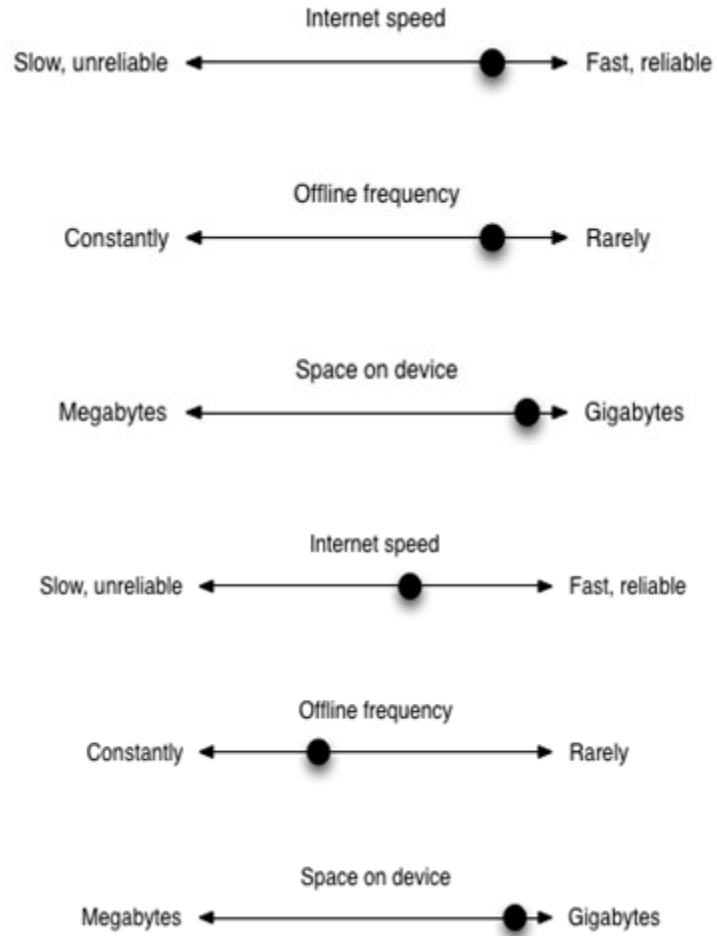 Internet speed
Slow, unreliable Fast, reliable
Offline frequency
Constantly Rarely
Space on device
Megabytes Gigabytes
Internet speed
Slow, unreliable Fast, reliable
Offline frequency
Constantly Rarely
Space on device
Megabytes Gigabytes